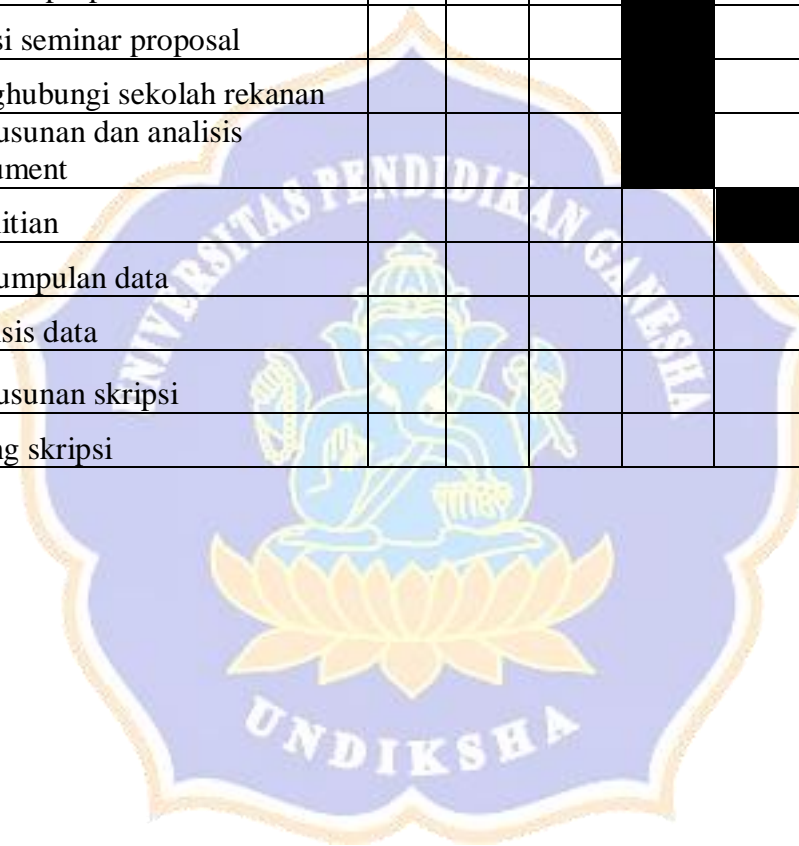 si seminar proposal
ghubungi sekolah rekanan
usunan dan analisis
ument
itian
umpulan data
sis data
usunan skripsi
ng skripsi
UNIVERSITAS PENDIDIKAN GANESHA
UNDIKSHA